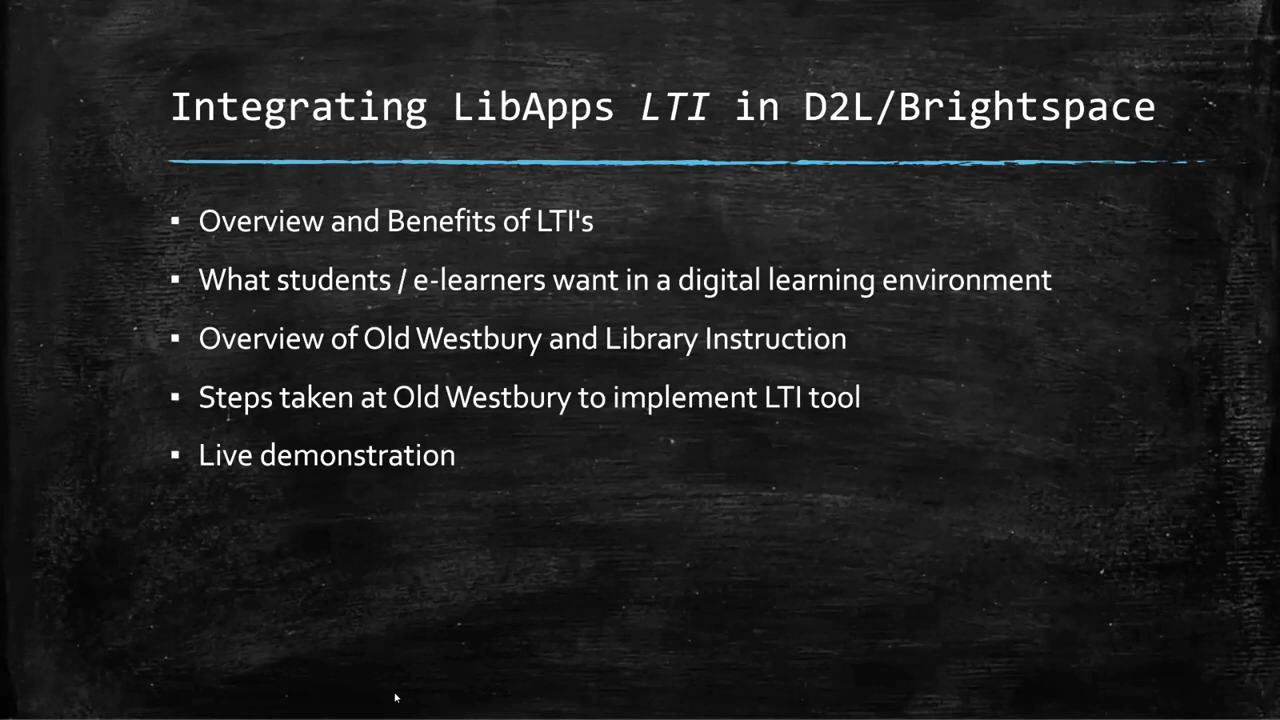 Integrating LibApps LTI in D2L/Brightspace
▪ Overview and Benefits of LTI's
▪ What students / e-learners want in a digital learning environment
▪ Overview of Old Westbury and Library Instruction
▪ Steps taken at Old Westbury to implement LTI tool
▪ Live demonstration